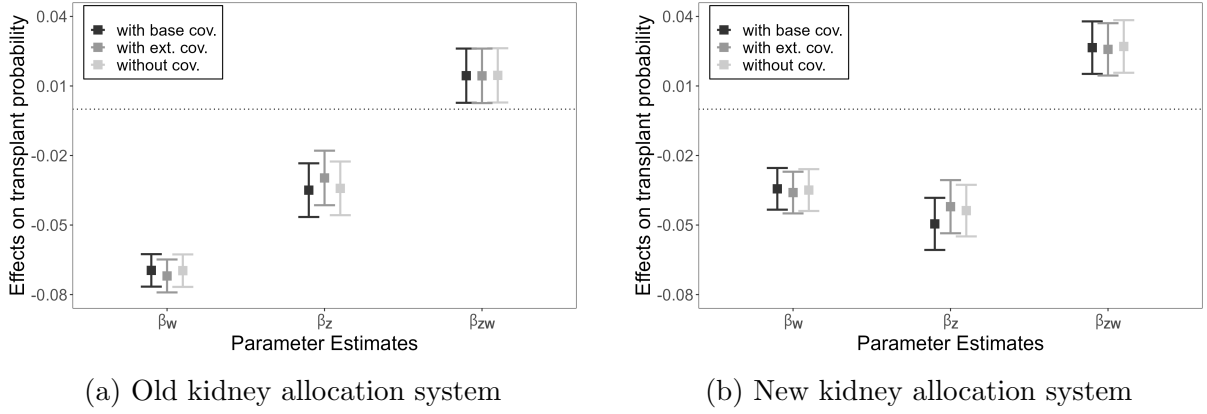 Effects on transplant probability
0.04
0.01
-0.02
-0.05
-0.08
with base cov.
with ext. cov.
without cov.
βW
βZ
βZW
Parameter Estimates
(a) Old kidney allocation system
Effects on transplant probability
0.04
0.01
-0.02
-0.05
-0.08
with base cov.
with ext. cov.
without cov.
βW
βZ
βZW
Parameter Estimates
(b) New kidney allocation system